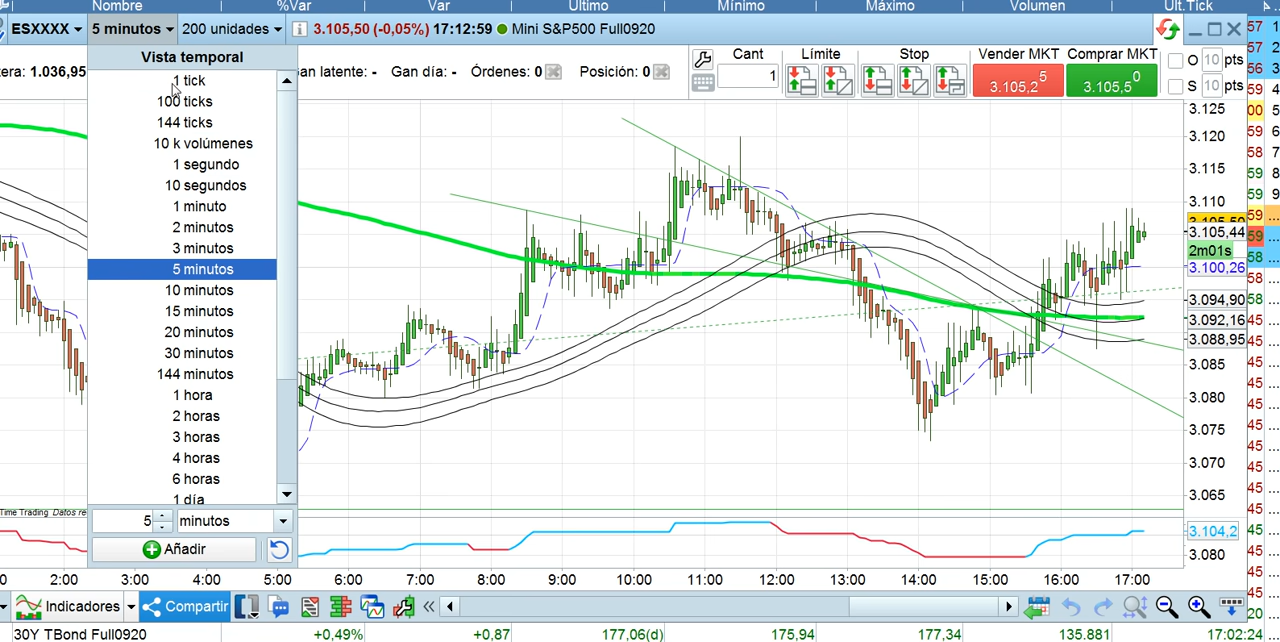 Nombre %Var Var Último Mínimo Máximo Volumen Últ.Tick
ESXXXX 5 minutos 200 unidades 3.105,50 (-0,05%) 17:12:59 Mini S&P500 Full0920
Vista temporal
tera: 1.036,95 an latente: - Gan día: - Órdenes: 0 Posición: 0
Cant Límite Stop Vender MKT Comprar MKT
1 3.105,2 5 3.105,5 0
O 10 pts
S 10 pts
1 tick
100 ticks
144 ticks
10 k volúmenes
1 segundo
10 segundos
1 minuto
2 minutos
3 minutos
5 minutos
10 minutos
15 minutos
20 minutos
30 minutos
144 minutos
1 hora
2 horas
3 horas
4 horas
6 horas
1 día
5 minutos
Añadir
3.125
3.120
3.115
3.110
3.105,50
3.105,44
2m01s
3.100,26
3.094,90
3.092,16
3.088,95
3.085
3.080
3.075
3.070
3.065
Time Trading Datos re
3.104,2
3.080
2:00 3:00 4:00 5:00 6:00 7:00 8:00 9:00 10:00 11:00 12:00 13:00 14:00 15:00 16:00 17:00
Indicadores Compartir
30Y TBond Full0920 +0,49% +0,87 177,06(d) 175,94 177,34 135.881 17:02:24